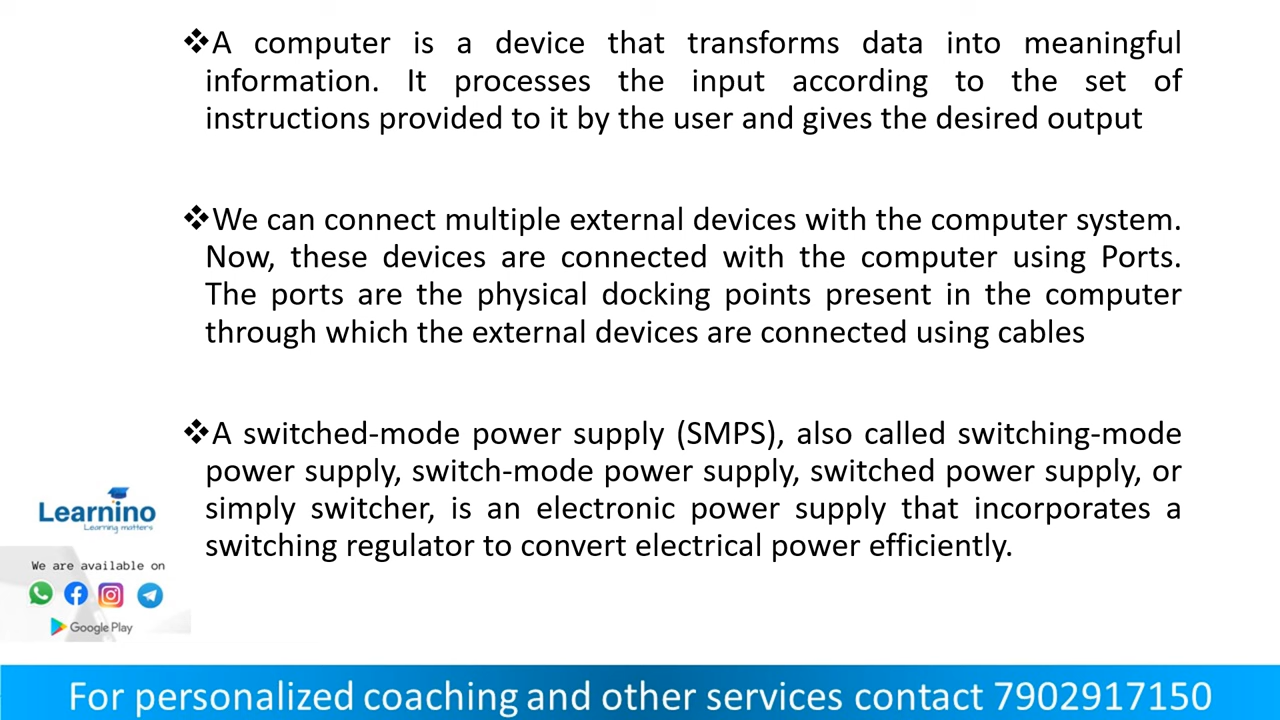 ❖A computer is a device that transforms data into meaningful
information. It processes the input according to the set of
instructions provided to it by the user and gives the desired output
❖We can connect multiple external devices with the computer system.
Now, these devices are connected with the computer using Ports.
The ports are the physical docking points present in the computer
through which the external devices are connected using cables
❖A switched-mode power supply (SMPS), also called switching-mode
power supply, switch-mode power supply, switched power supply, or
simply switcher, is an electronic power supply that incorporates a
switching regulator to convert electrical power efficiently.
Learnino
Learning matters
We are available on
Google Play
For personalized coaching and other services contact 7902917150